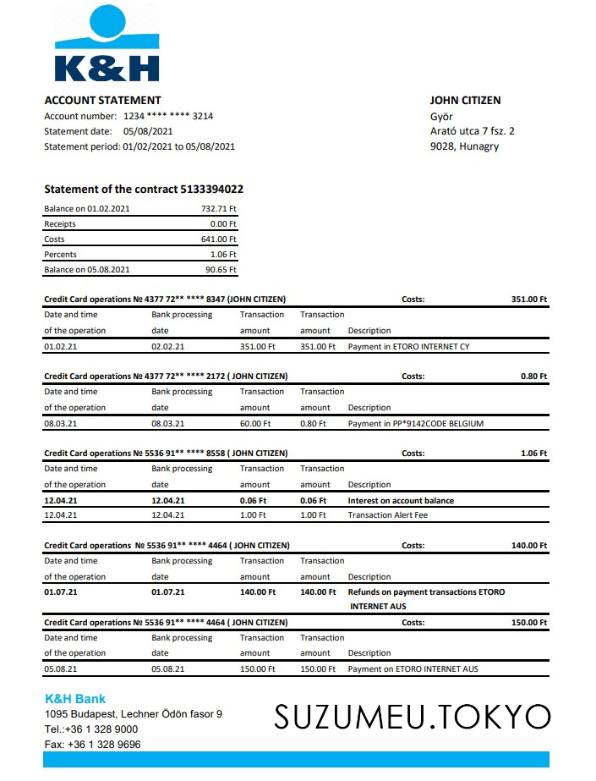 K&H
ACCOUNT STATEMENT
Account number: 1234 **** **** 3214
Statement date: 05/08/2021
Statement period: 01/02/2021 to 05/08/2021
JOHN CITIZEN
Györ
Arató utca 7 fsz. 2
9028, Hunagry
Statement of the contract 5133394022
Balance on 01.02.2021 732.71 Ft
Receipts 0.00 Ft
Costs 641.00 Ft
Percents 1.06 Ft
Balance on 05.08.2021 90.65 Ft
Credit Card operations № 4377 72** **** 8347 (JOHN CITIZEN) Costs: 351.00 Ft
Date and time Bank processing Transaction Transaction
of the operation date amount amount Description
01.02.21 02.02.21 351.00 Ft 351.00 Ft Payment in ETORO INTERNET CY
Credit Card operations № 4377 72** **** 2172 ( JOHN CITIZEN) Costs: 0.80 Ft
Date and time Bank processing Transaction Transaction
of the operation date amount amount Description
08.03.21 08.03.21 60.00 Ft 0.80 Ft Payment in PP*9142CODE BELGIUM
Credit Card operations № 5536 91** **** 8558 ( JOHN CITIZEN) Costs: 1.06 Ft
Date and time Bank processing Transaction Transaction
of the operation date amount amount Description
12.04.21 12.04.21 0.06 Ft 0.06 Ft Interest on account balance
12.04.21 12.04.21 1.00 Ft 1.00 Ft Transaction Alert Fee
Credit Card operations № 5536 91** **** 4464 ( JOHN CITIZEN) Costs: 140.00 Ft
Date and time Bank processing Transaction Transaction
of the operation date amount amount Description
01.07.21 01.07.21 140.00 Ft 140.00 Ft Refunds on payment transactions ETORO
INTERNET AUS
Credit Card operations № 5536 91** **** 4464 ( JOHN CITIZEN) Costs: 150.00 Ft
Date and time Bank processing Transaction Transaction
of the operation date amount amount Description
05.08.21 05.08.21 150.00 Ft 150.00 Ft Payment on ETORO INTERNET AUS
K&H Bank
1095 Budapest, Lechner Ödön fasor 9
Tel.:+36 1 328 9000
Fax: +36 1 328 9696
SUZUMEU.TOKYO